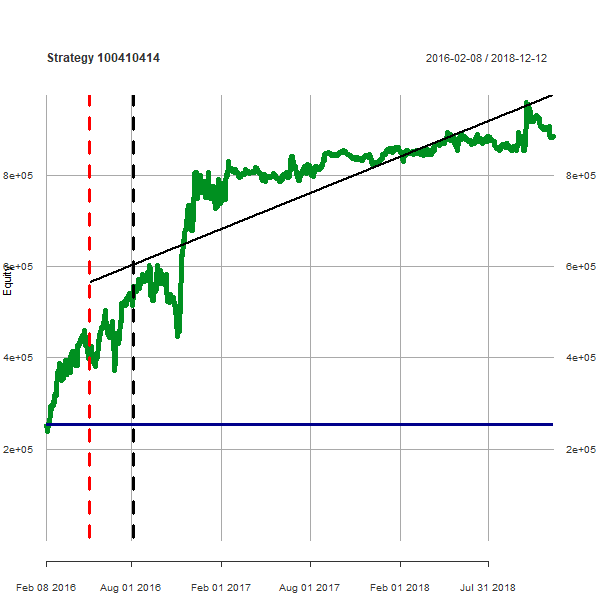 Strategy 100410414
2016-02-08 / 2018-12-12
8e+05
8e+05
6e+05
6e+05
Equity
4e+05
4e+05
2e+05
2e+05
Feb 08 2016
Aug 01 2016
Feb 01 2017
Aug 01 2017
Feb 01 2018
Jul 31 2018